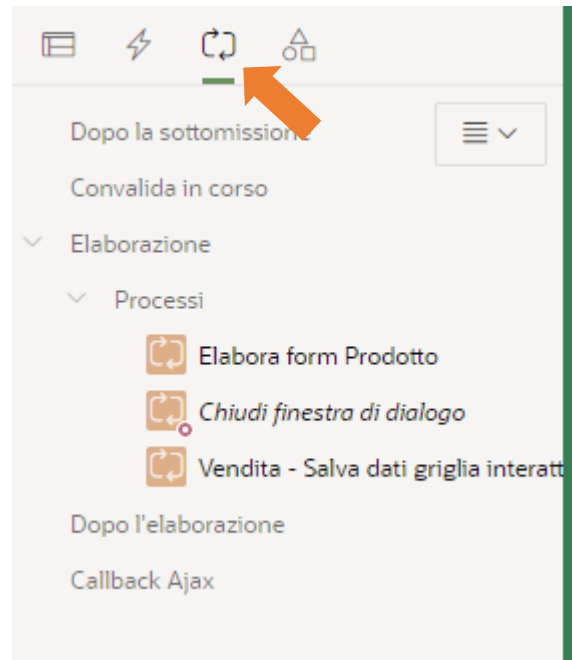 Dopo la sottomissione
Convalida in corso
Elaborazione
Processi
Elabora form Prodotto
Chiudi finestra di dialogo
Vendita - Salva dati griglia interatt
Dopo l'elaborazione
Callback Ajax